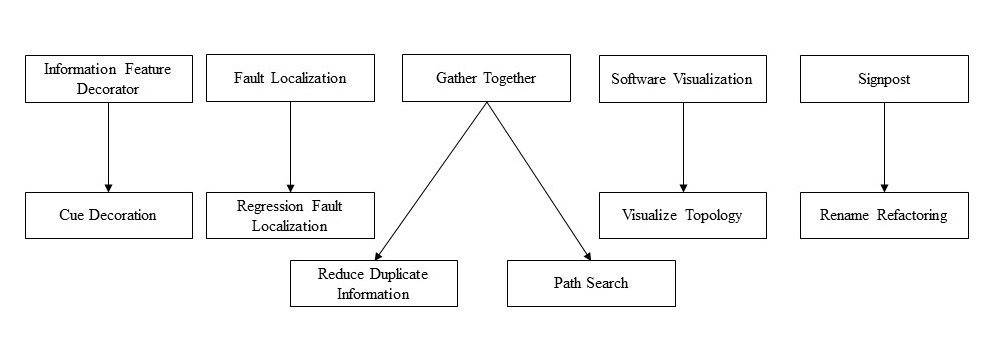 Information Feature
Decorator
Fault Localization
Gather Together
Software Visualization
Signpost
Cue Decoration
Regression Fault
Localization
Visualize Topology
Rename Refactoring
Reduce Duplicate
Information
Path Search